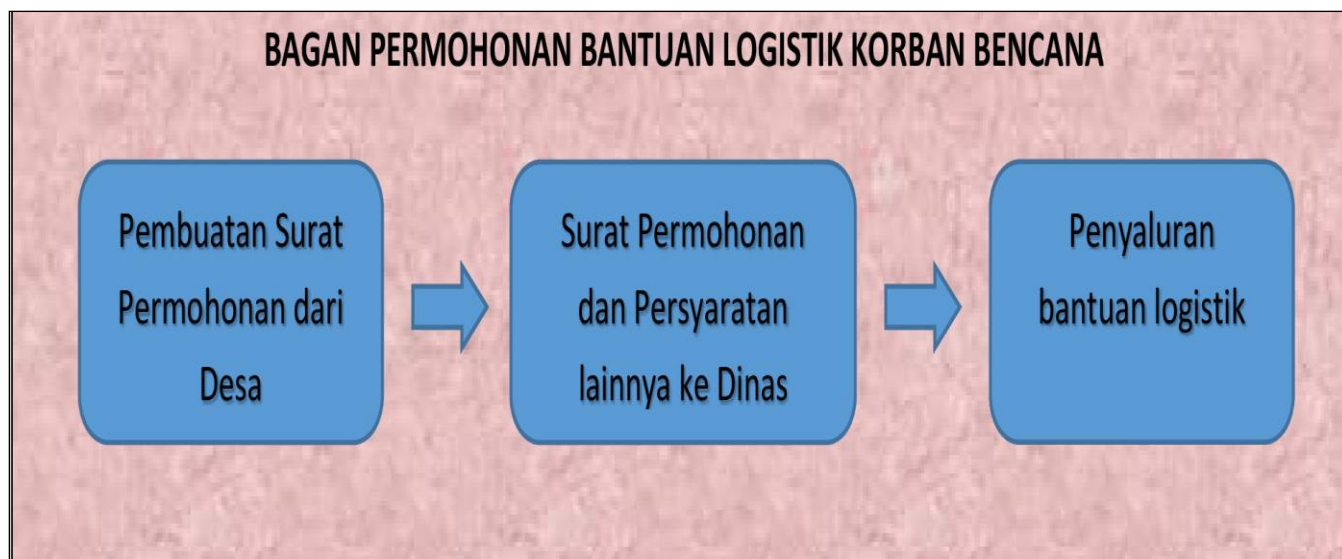 BAGAN PERMOHONAN BANTUAN LOGISTIK KORBAN BENCANA
Pembuatan Surat
Permohonan dari
Desa
Surat Permohonan
dan Persyaratan
lainnya ke Dinas
Penyaluran
bantuan logistik